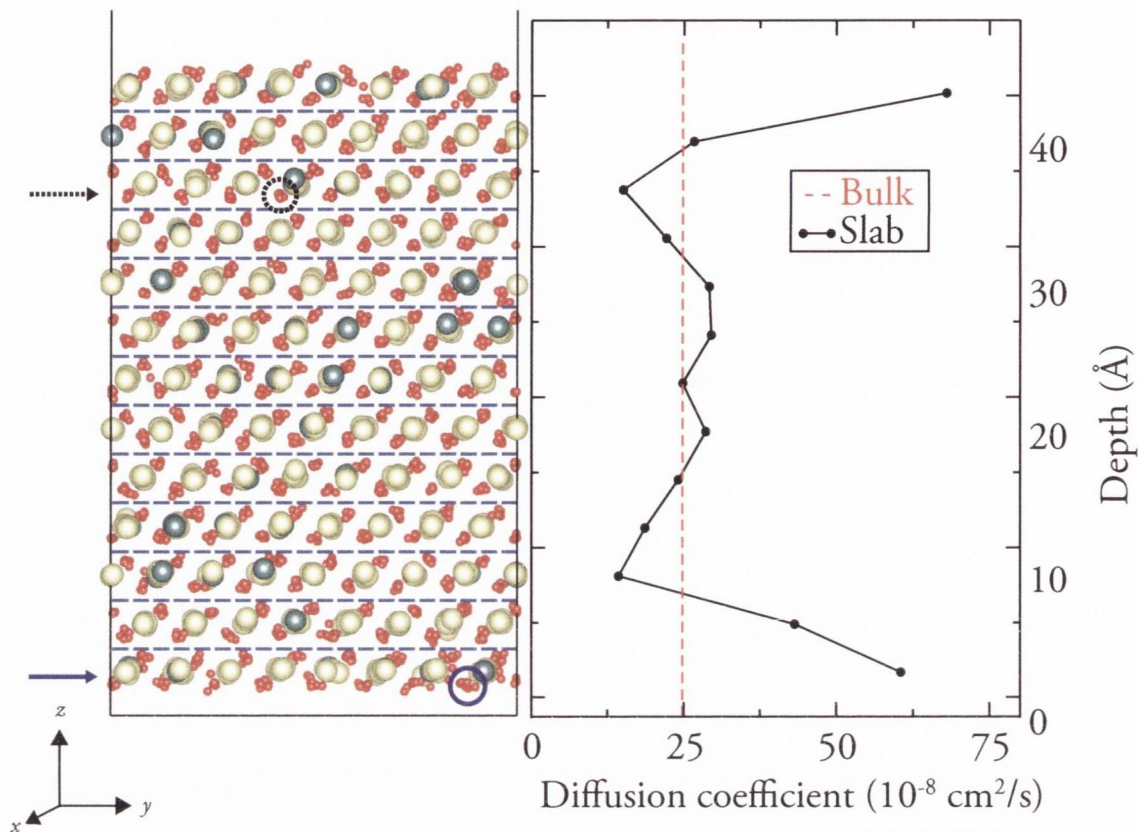 40
Bulk
Slab
30
20
10
0
Depth (Å)
0 25 50 75
Diffusion coefficient (10⁻⁸ cm²/s)
z
y
x